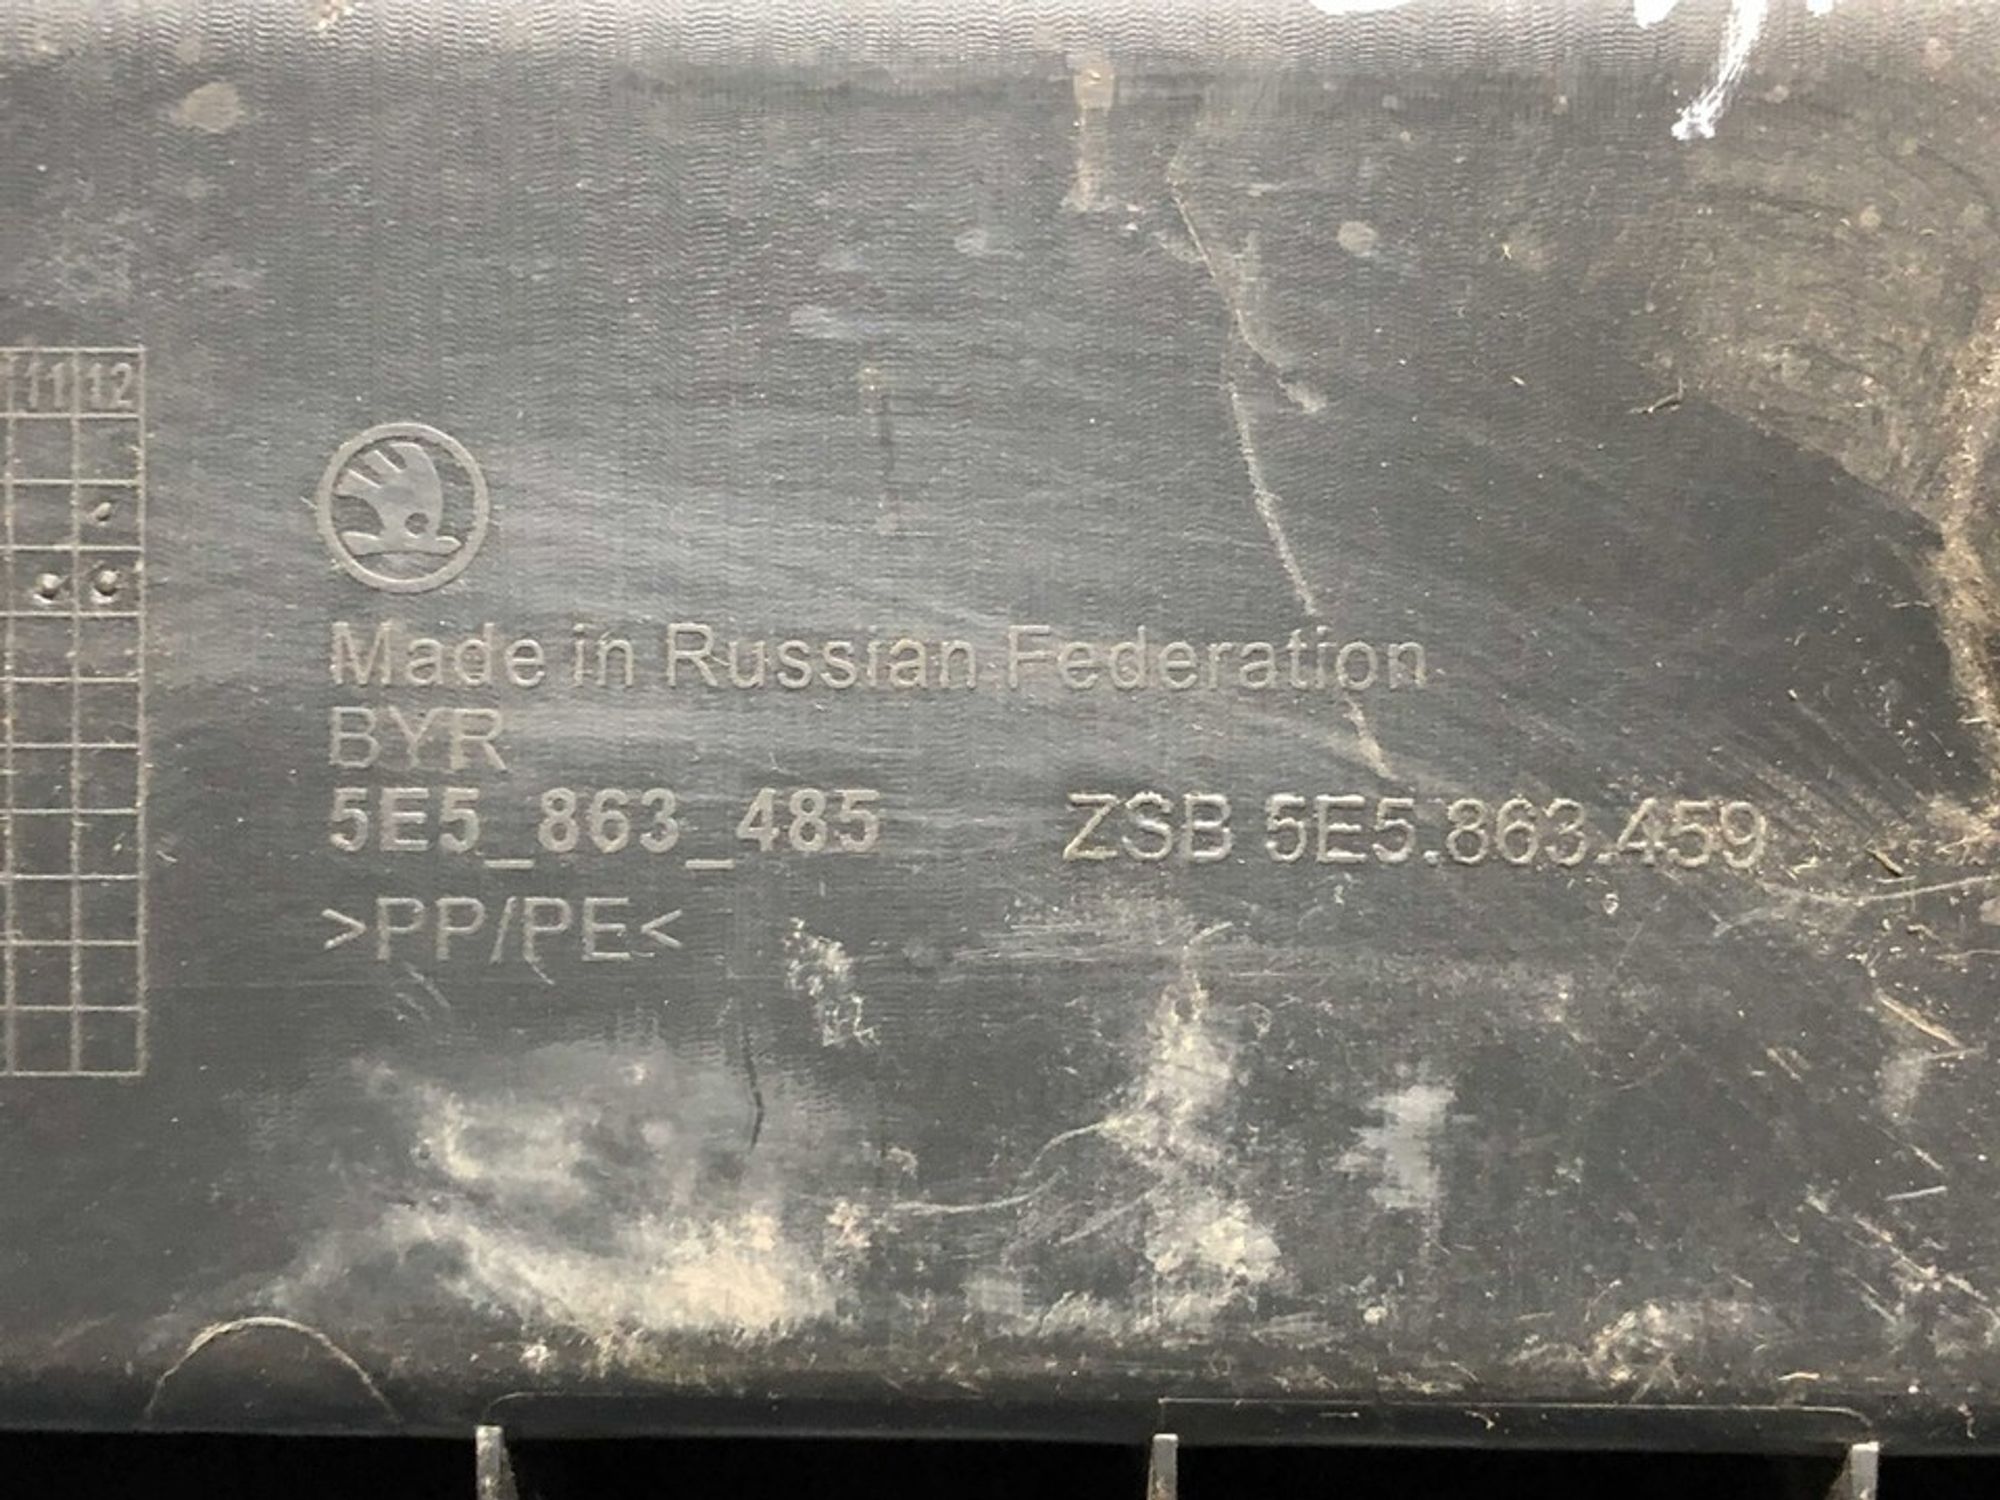 11 12
Made in Russian Federation
BYR
5E5_863_485 ZSB 5E5.863.459
>PP/PE<